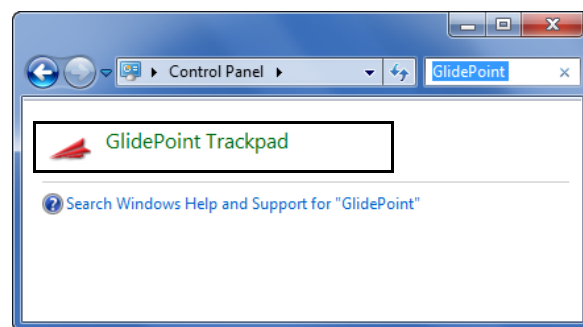 Control Panel
GlidePoint
GlidePoint Trackpad
Search Windows Help and Support for "GlidePoint"